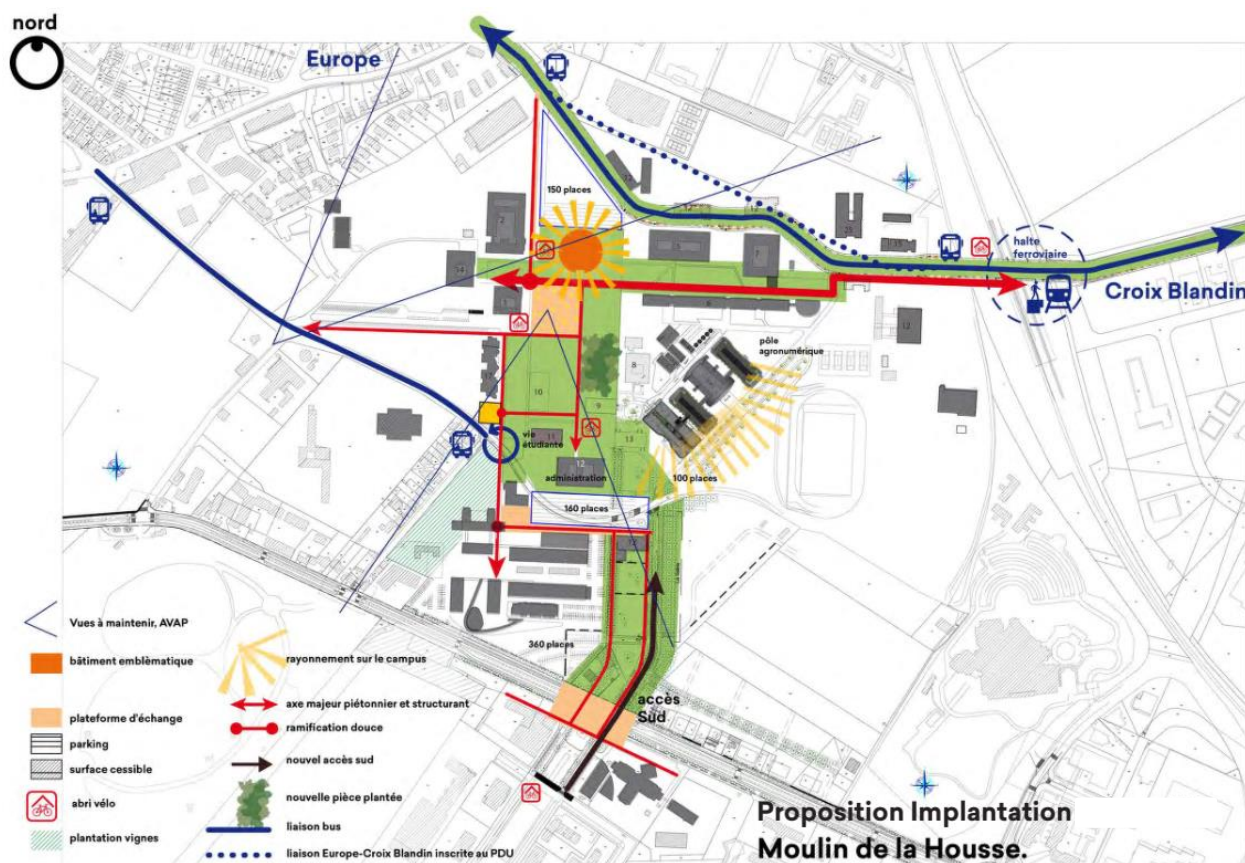 nord
Europe
150 places
halte
ferroviaire
Croix Blandin
pôle
agronumérique
vie
étudiante
administration
100 places
160 places
360 places
accès
Sud
Vues à maintenir, AVAP
bâtiment emblèmatique
plateforme d'échange
parking
surface cessible
abri vélo
plantation vignes
rayonnement sur le campus
axe majeur piétonnier et structurant
ramification douce
nouvel accès sud
nouvelle pièce plantée
liaison bus
liaison Europe-Croix Blandin inscrite au PDU
Proposition Implantation
Moulin de la Housse.